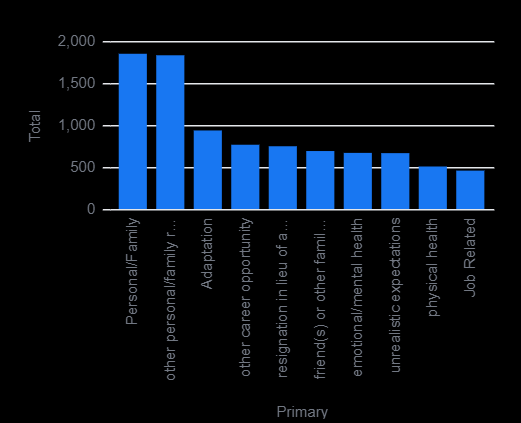 2,000
1,500
1,000
500
0
Total
Personal/Family
other personal/family r...
Adaptation
other career opportunity
resignation in lieu of a...
friend(s) or other famil...
emotional/mental health
unrealistic expectations
physical health
Job Related
Primary